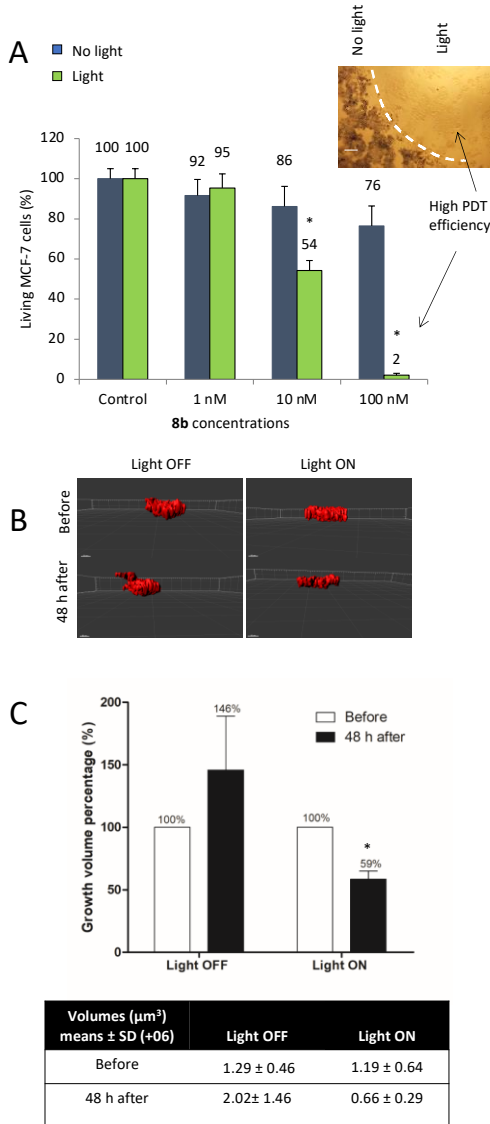 A
No light
Light
No light
Light
120
100
80
60
40
20
0
Living MCF-7 cells (%)
100 100
92
95
86
*
54
76
*
2
High PDT
efficiency
Control
1 nM
10 nM
100 nM
8b concentrations
B
Light OFF
Light ON
Before
48 h after
C
200
150
100
50
0
Growth volume percentage (%)
Before
48 h after
100%
146%
100%
*
59%
Light OFF
Light ON
Volumes (µm³) means ± SD (+06) Light OFF Light ON
Before 1.29 ± 0.46 1.19 ± 0.64
48 h after 2.02± 1.46 0.66 ± 0.29